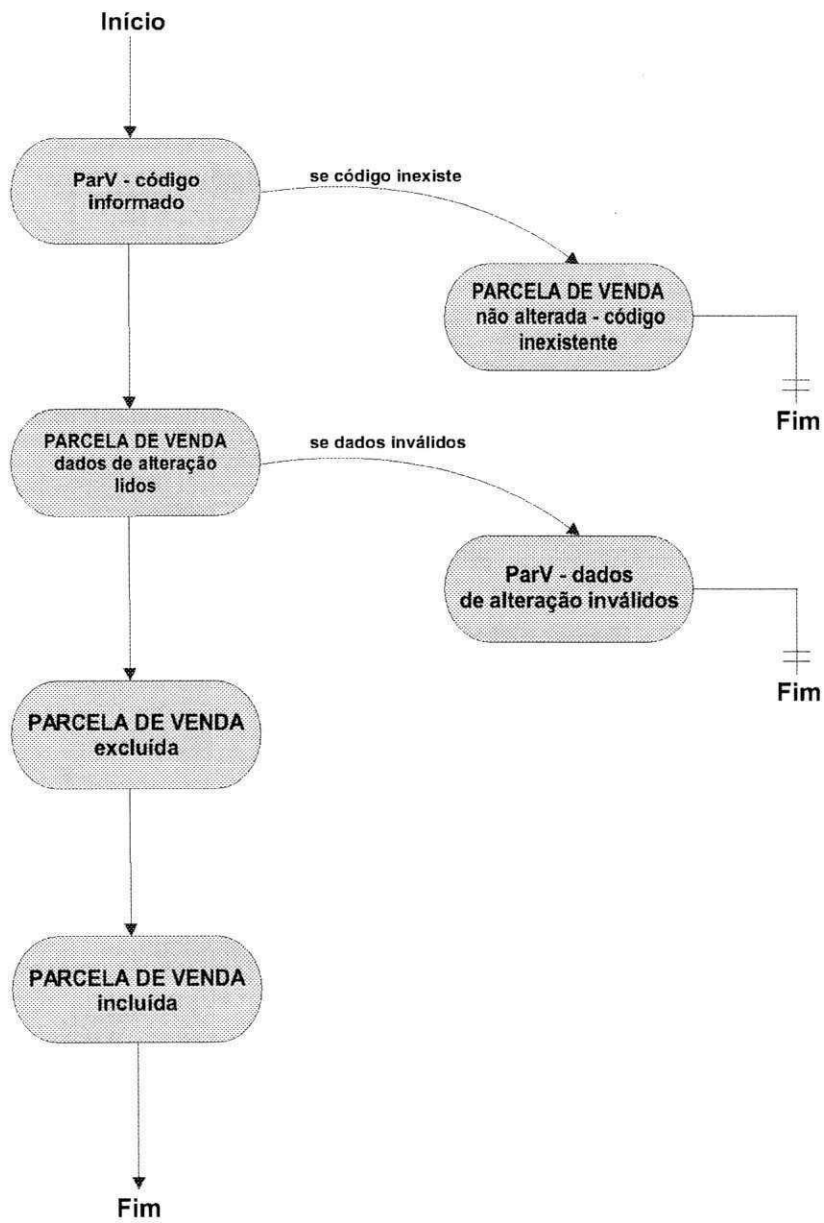 Início
ParV - código
informado
se código inexiste
PARCELA DE VENDA
não alterada - código
inexistente
Fim
PARCELA DE VENDA
dados de alteração
lidos
se dados inválidos
ParV - dados
de alteração inválidos
Fim
PARCELA DE VENDA
excluída
PARCELA DE VENDA
incluída
Fim